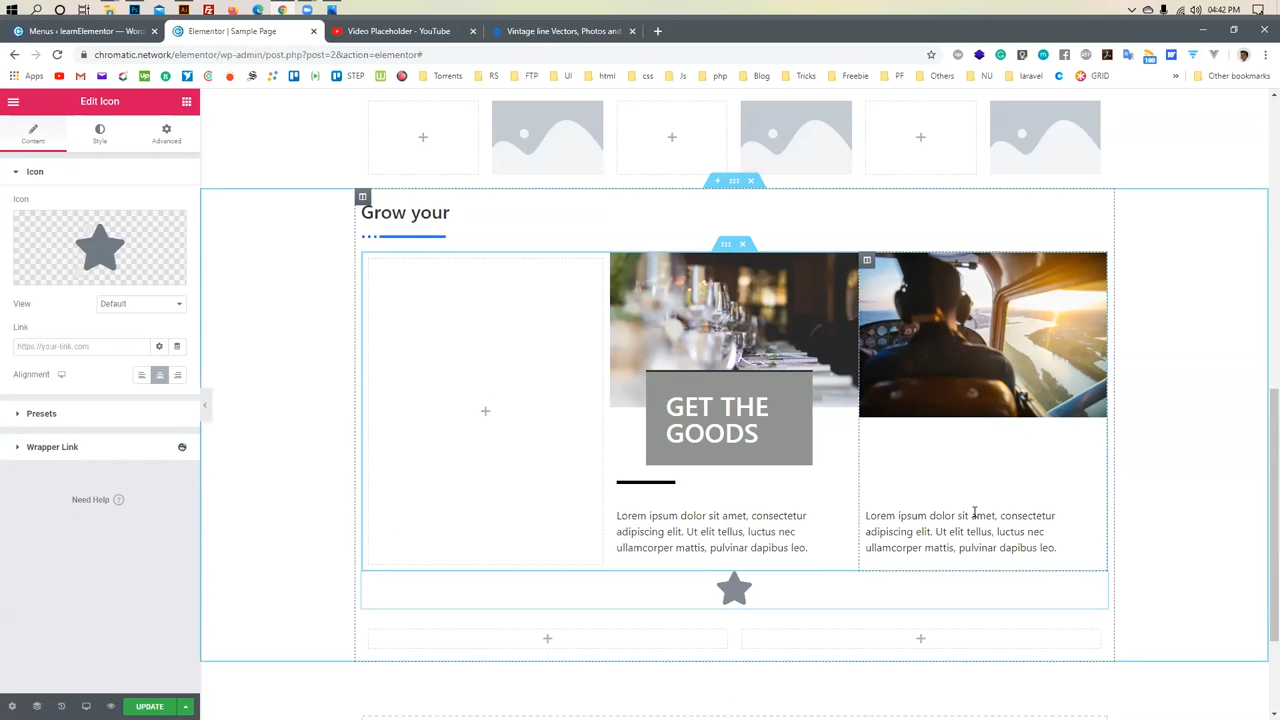 04:42 PM
Menus ‹ learnElementor — Wor
Elementor | Sample Page
Video Placeholder - YouTube
Vintage line Vectors, Photos and
chromatic.network/elementor/wp-admin/post.php?post=2&action=elementor#
Apps
STEP
Torrents
RS
FTP
UI
html
css
Js
php
Blog
Tricks
Freebie
PF
Others
NU
laravel
GRID
Other bookmarks
Edit Icon
Content
Style
Advanced
Icon
Icon
View
Default
Link
https://your-link.com
Alignment
Presets
Wrapper Link
Need Help
UPDATE
Grow your
GET THE
GOODS
Lorem ipsum dolor sit amet, consectetur
adipiscing elit. Ut elit tellus, luctus nec
ullamcorper mattis, pulvinar dapibus leo.
Lorem ipsum dolor sit amet, consectetur
adipiscing elit. Ut elit tellus, luctus nec
ullamcorper mattis, pulvinar dapibus leo.